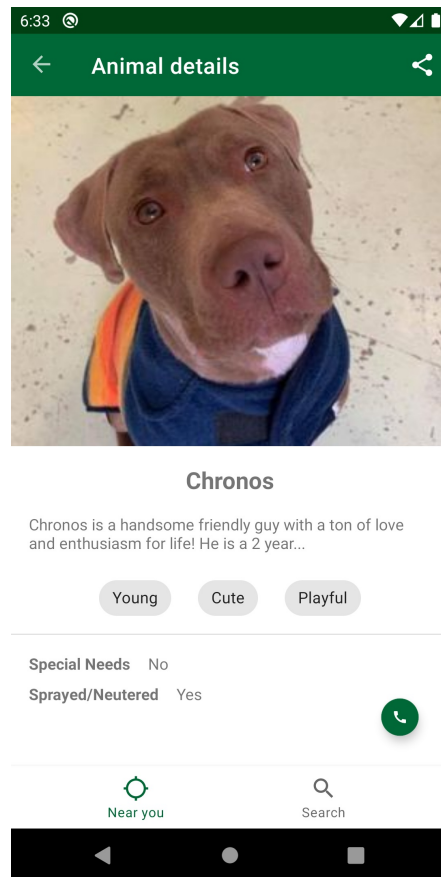 6:33
Animal details
Chronos
Chronos is a handsome friendly guy with a ton of love
and enthusiasm for life! He is a 2 year...
Young Cute Playful
Special Needs No
Sprayed/Neutered Yes
Near you Search